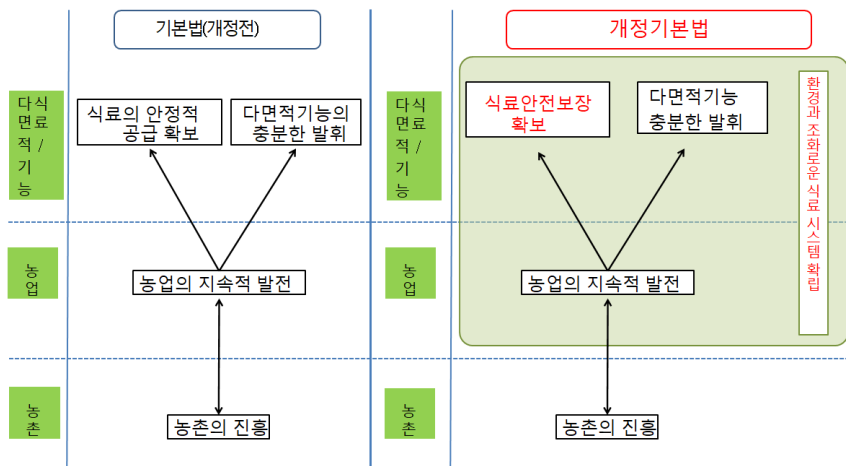 기본법(개정전)
다면적기능
식료/
식료의 안정적
공급 확보
다면적기능의
충분한 발휘
농업
농업의 지속적 발전
농촌
농촌의 진흥
개정기본법
다면적기능
식료/
식료안전보장
확보
다면적기능
충분한 발휘
환경과 조화로운 식료 시스템 확립
농업
농업의 지속적 발전
농촌
농촌의 진흥